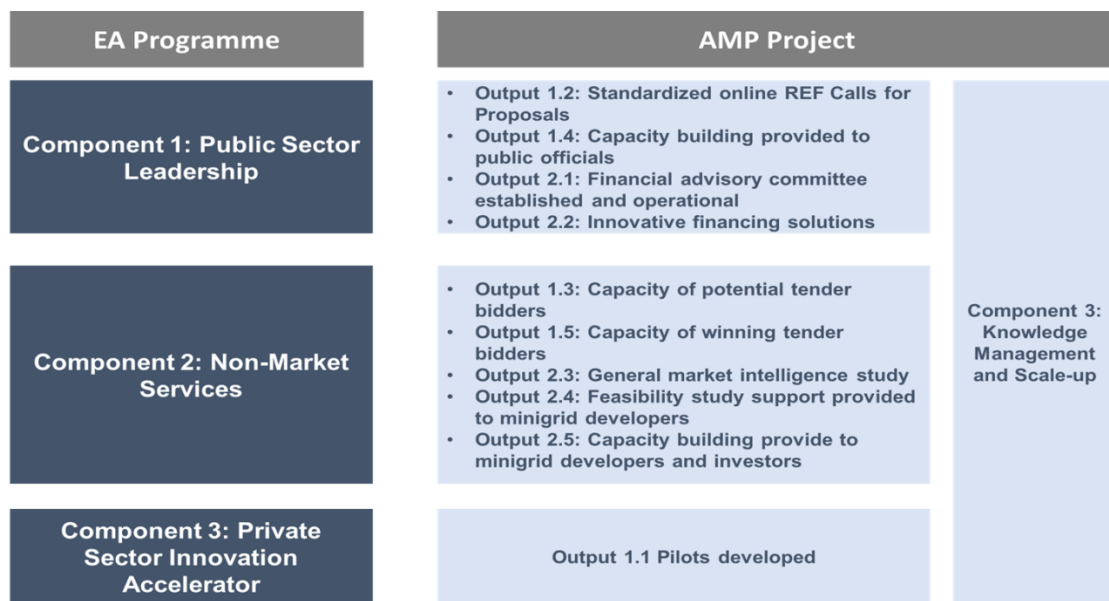 EA Programme
AMP Project
Component 1: Public Sector
Leadership
• Output 1.2: Standardized online REF Calls for
Proposals
• Output 1.4: Capacity building provided to
public officials
• Output 2.1: Financial advisory committee
established and operational
• Output 2.2: Innovative financing solutions
Component 2: Non-Market
Services
• Output 1.3: Capacity of potential tender
bidders
• Output 1.5: Capacity of winning tender
bidders
• Output 2.3: General market intelligence study
• Output 2.4: Feasibility study support provided
to minigrid developers
• Output 2.5: Capacity building provide to
minigrid developers and investors
Component 3: Private
Sector Innovation
Accelerator
Output 1.1 Pilots developed
Component 3:
Knowledge
Management
and Scale-up